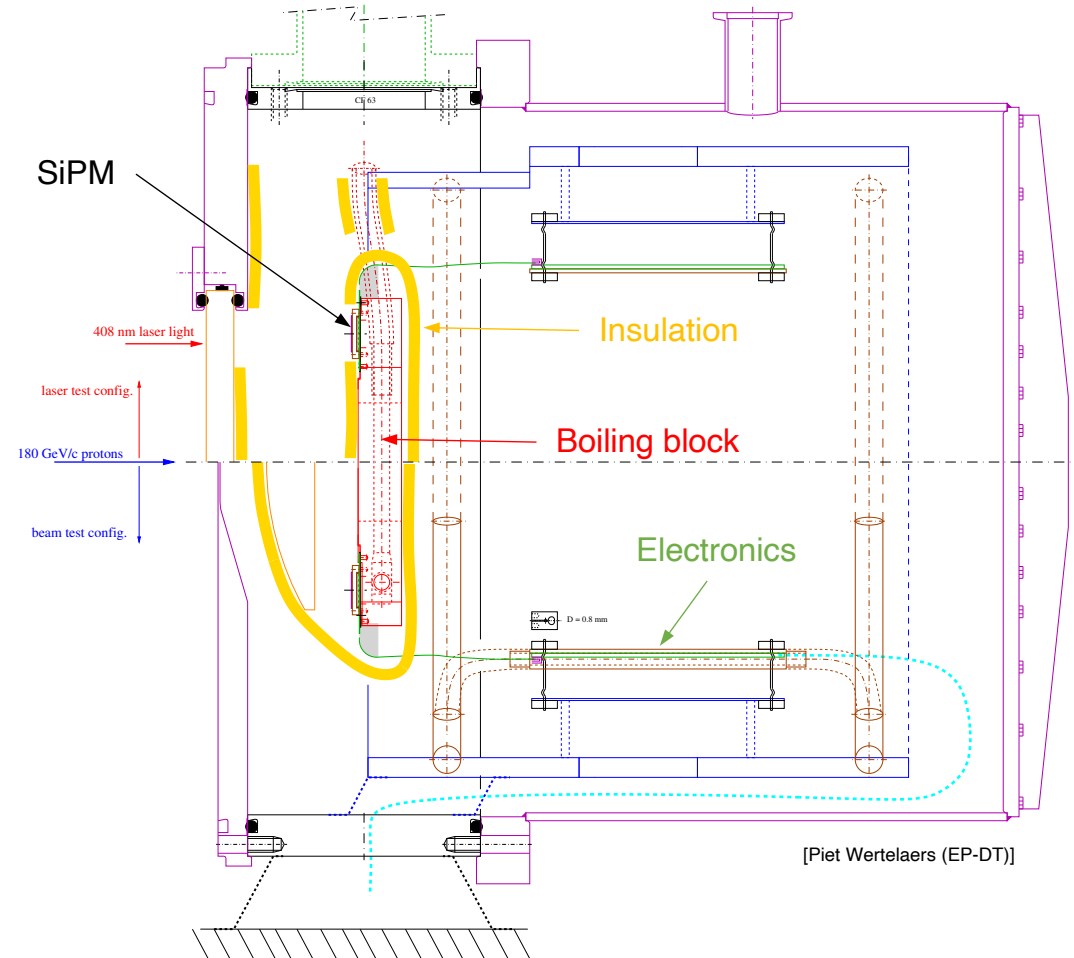 CF 63
SiPM
408 nm laser light
Insulation
laser test config.
Boiling block
180 GeV/c protons
beam test config.
Electronics
D = 0.8 mm
[Piet Wertelaers (EP-DT)]